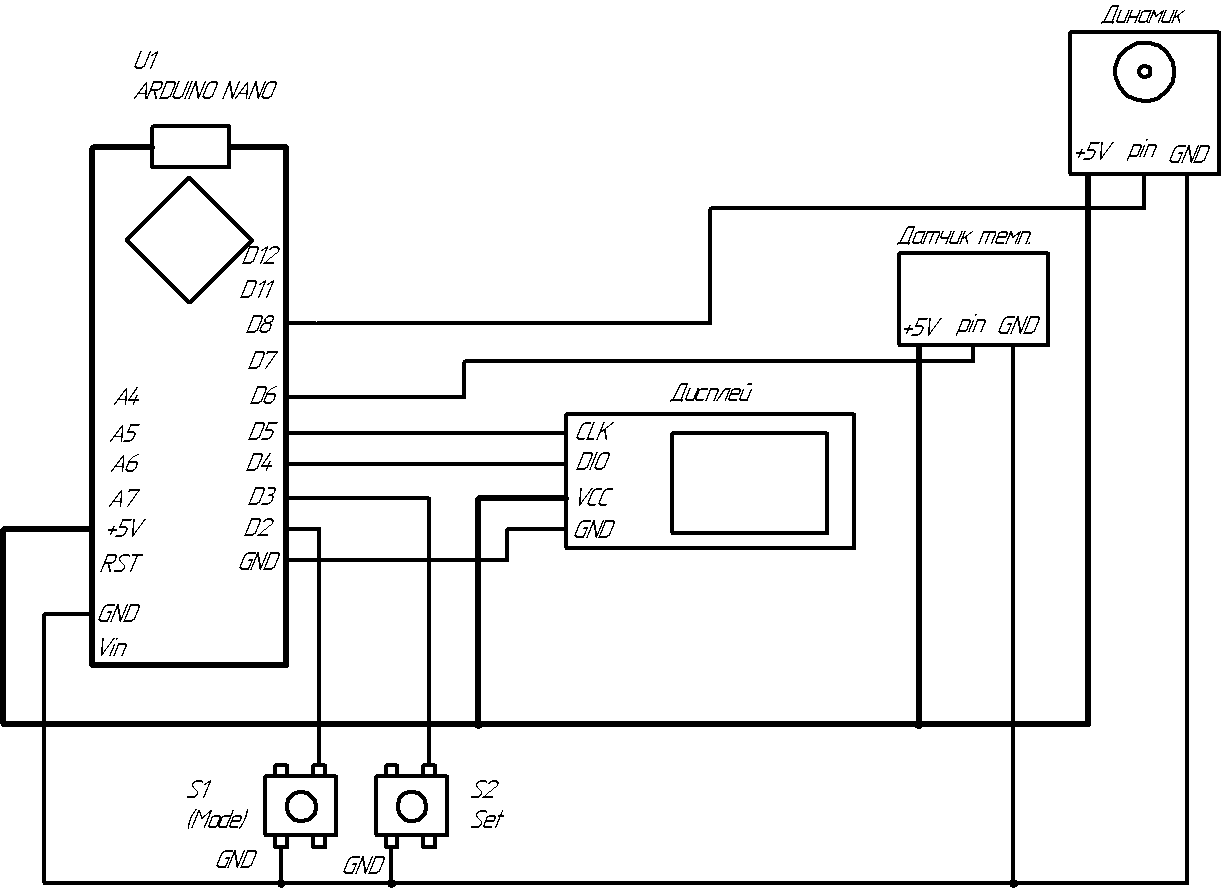 Динамик
U1
ARDUINO NANO
+5V pin GND
Датчик темп.
D12
D11
D8
+5V pin GND
D7
Дисплей
A4 D6
A5 D5 CLK
A6 D4 DIO
A7 D3 VCC
+5V D2 GND
RST GND
GND
Vin
S1 S2
(Mode) Set
GND GND